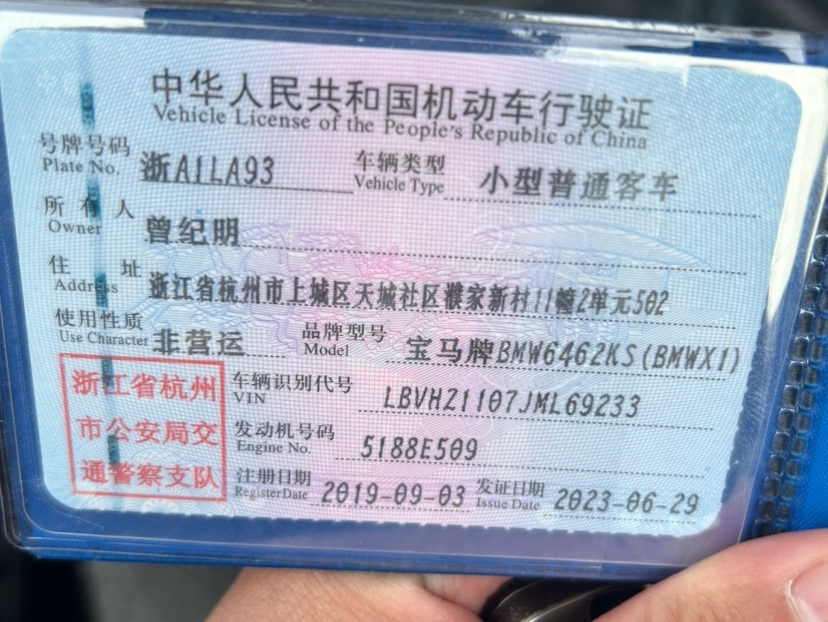 中华人民共和国机动车行驶证
Vehicle License of the People's Republic of China
号牌号码 浙A1LA93 车辆类型 小型普通客车
Plate No. Vehicle Type
所有人 曾纪明
Owner
住址 浙江省杭州市上城区天城社区濮家新村11幢2单元502
Address
使用性质 非营运 品牌型号 宝马牌BMW6462KS(BMWX1)
Use Character Model
浙江省杭州
市公安局交
通警察支队
车辆识别代号 LBVHZ1107JML69233
VIN
发动机号码 5188E509
Engine No.
注册日期 2019-09-03 发证日期 2023-06-29
Register Date Issue Date